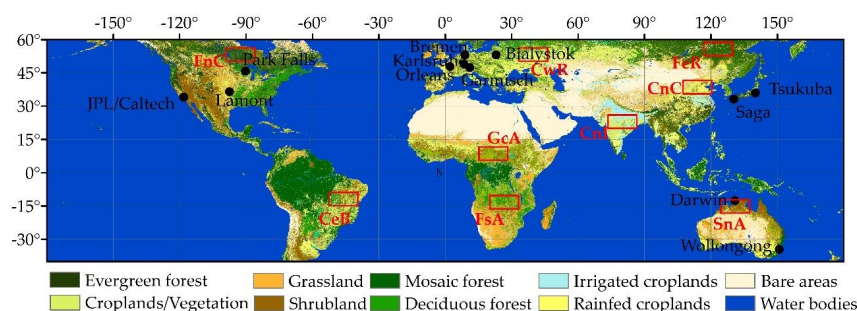 -150° -120° -90° -60° -30° 0° 30° 60° 90° 120° 150°
60°
45°
30°
15°
0°
-15°
-30°
FnC
Park Falls
JPL/Caltech
Lamont
Bremen
Bialystok
Karlsruhe
Orleans
Garmisch
CwR
FeR
CnC
Tsukuba
Saga
CnI
GcA
CeB
FsA
Darwin
SnA
Wollongong
Evergreen forest Grassland Mosaic forest Irrigated croplands Bare areas
Croplands/Vegetation Shrubland Deciduous forest Rainfed croplands Water bodies